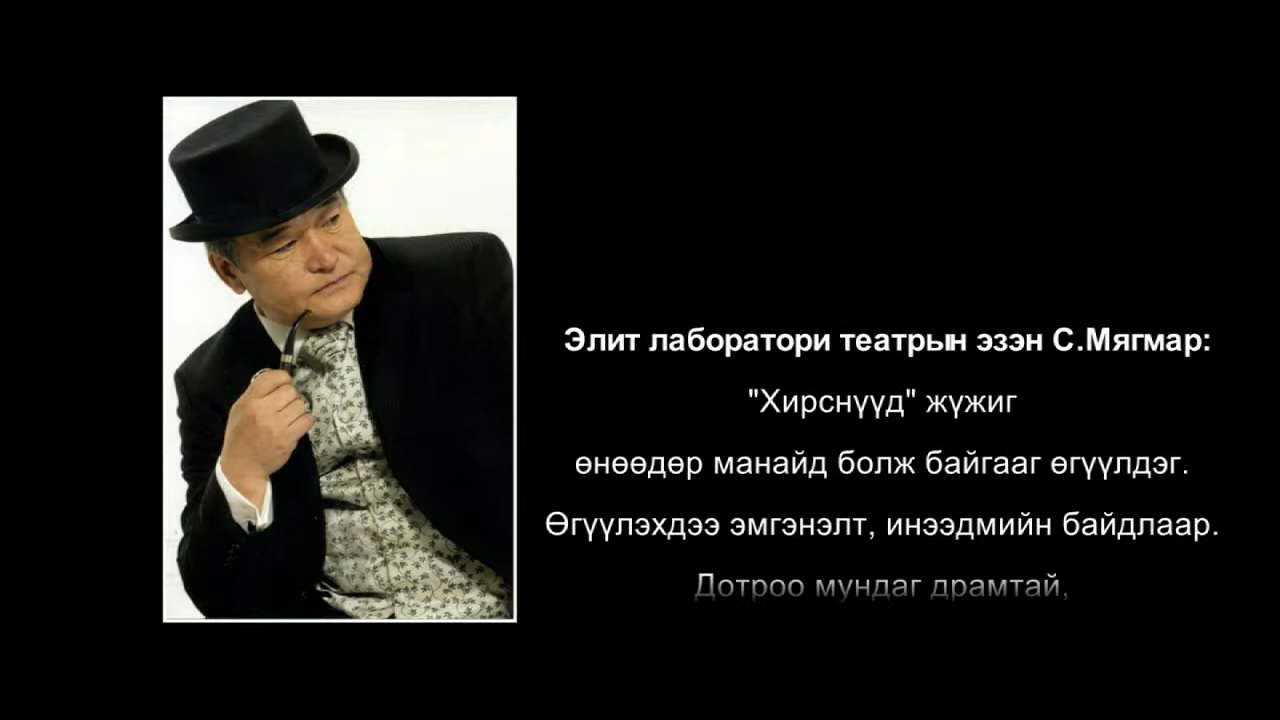 Элит лаборатори театрын эзэн С.Мягмар:
"Хирснүүд" жүжиг
өнөөдөр манайд болж байгааг өгүүлдэг.
Өгүүлэхдээ эмгэнэлт, инээдмийн байдлаар.
Дотроо мундаг драмтай,